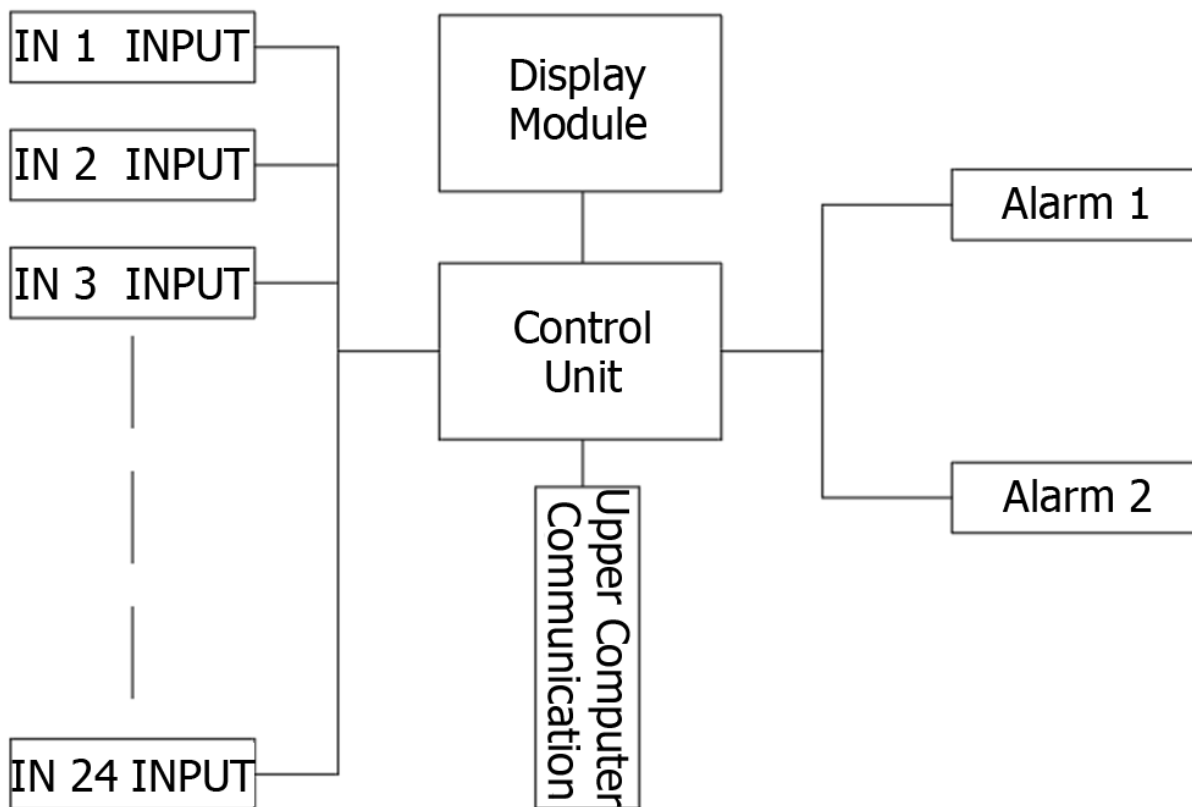 IN 1 INPUT
IN 2 INPUT
IN 3 INPUT
IN 24 INPUT
Display
Module
Control
Unit
Upper Computer
Communication
Alarm 1
Alarm 2